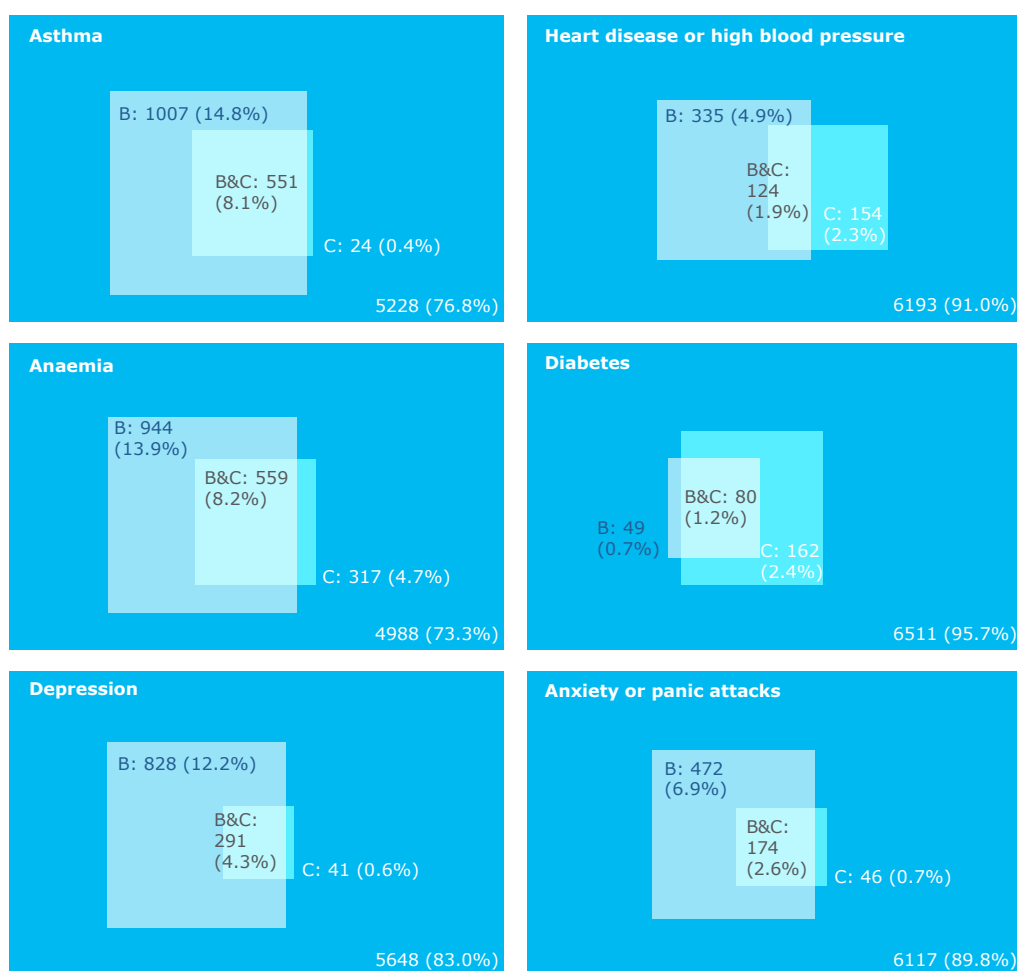 Asthma
B: 1007 (14.8%)
B&C: 551
(8.1%)
C: 24 (0.4%)
5228 (76.8%)
Heart disease or high blood pressure
B: 335 (4.9%)
B&C:
124
(1.9%)
C: 154
(2.3%)
6193 (91.0%)
Anaemia
B: 944
(13.9%)
B&C: 559
(8.2%)
C: 317 (4.7%)
4988 (73.3%)
Diabetes
B&C: 80
(1.2%)
B: 49
(0.7%)
C: 162
(2.4%)
6511 (95.7%)
Depression
B: 828 (12.2%)
B&C:
291
(4.3%)
C: 41 (0.6%)
5648 (83.0%)
Anxiety or panic attacks
B: 472
(6.9%)
B&C:
174
(2.6%)
C: 46 (0.7%)
6117 (89.8%)